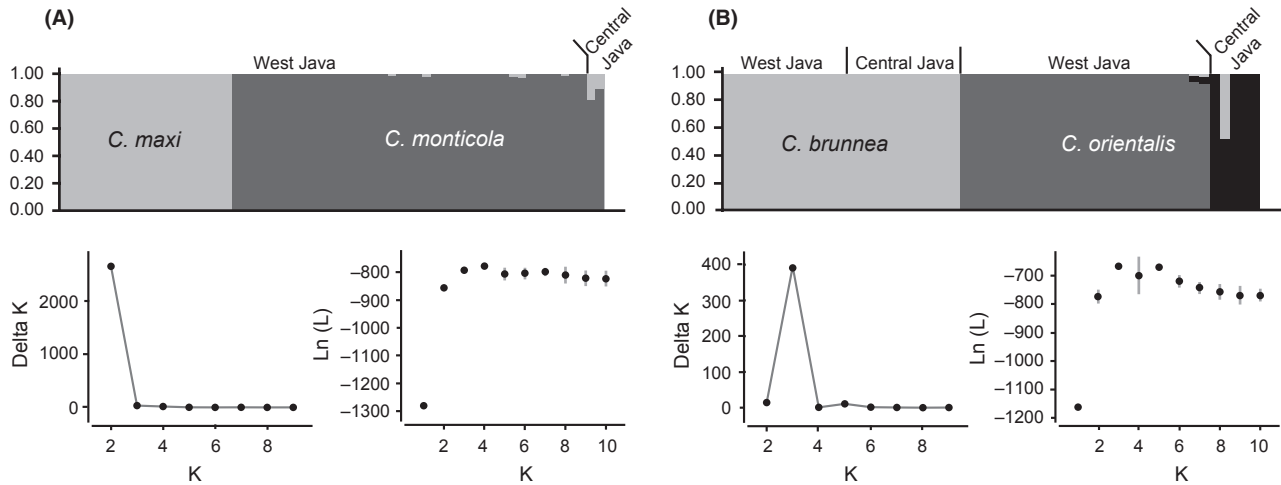 (A)
West Java
Central
Java
1.00
0.80
0.60
0.40
0.20
0.00
C. maxi
C. monticola
Delta K
2000
1000
0
2 4 6 8
K
Ln (L)
−800
−900
−1000
−1100
−1200
−1300
2 4 6 8 10
K
(B)
West Java
Central Java
West Java
Central
Java
1.00
0.80
0.60
0.40
0.20
0.00
C. brunnea
C. orientalis
Delta K
400
300
200
100
0
2 4 6 8
K
Ln (L)
−700
−800
−900
−1000
−1100
−1200
2 4 6 8 10
K